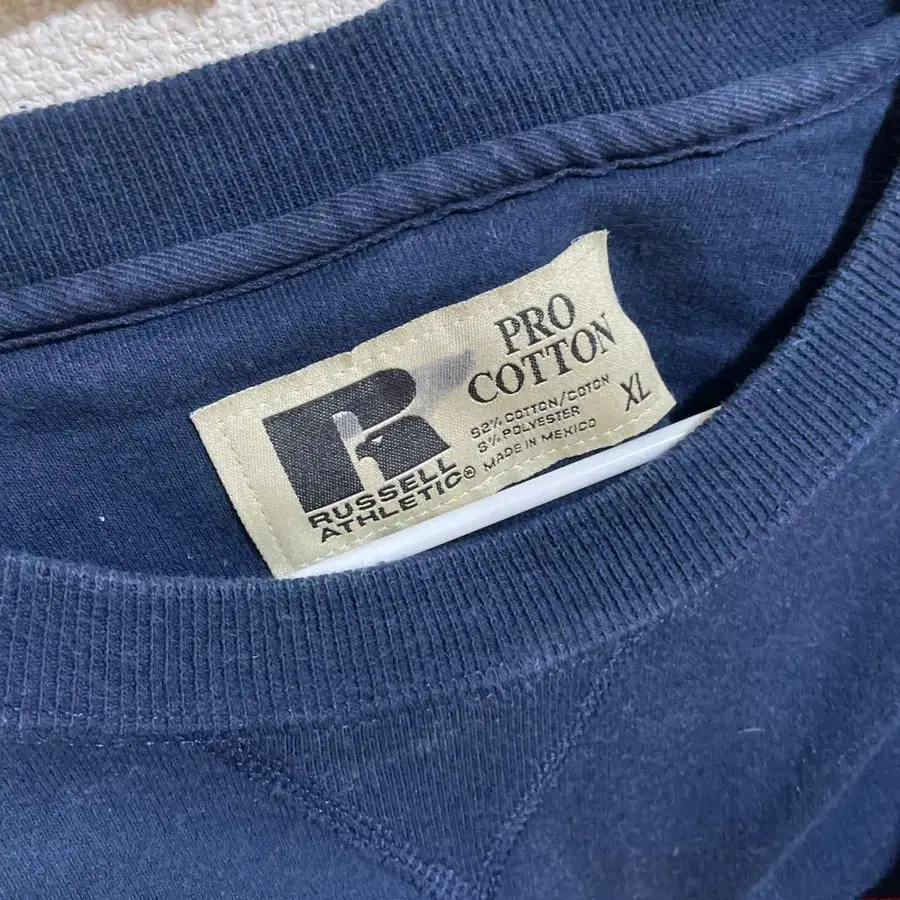 PRO
COTTON
92% COTTON/COTON
8% POLYESTER
MADE IN MEXICO
XL
RUSSELL
ATHLETIC®